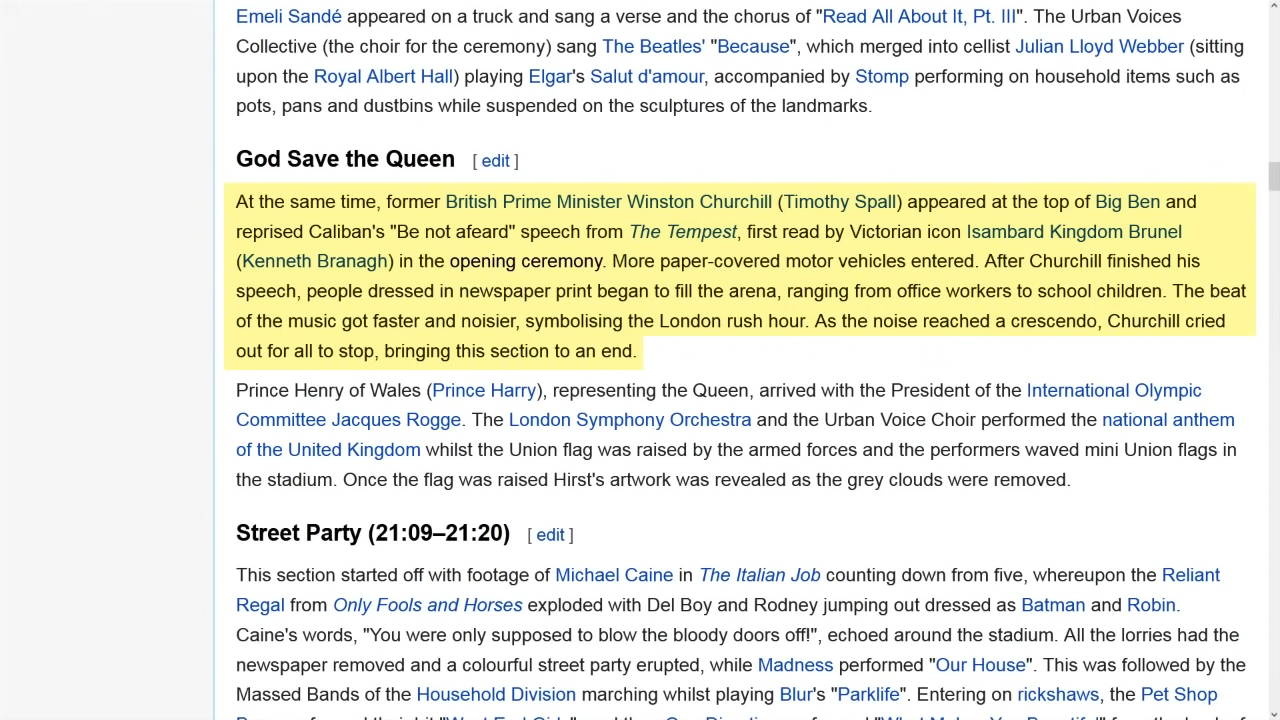 Emeli Sandé appeared on a truck and sang a verse and the chorus of "Read All About It, Pt. III". The Urban Voices
Collective (the choir for the ceremony) sang The Beatles' "Because", which merged into cellist Julian Lloyd Webber (sitting
upon the Royal Albert Hall) playing Elgar's Salut d'amour, accompanied by Stomp performing on household items such as
pots, pans and dustbins while suspended on the sculptures of the landmarks.
God Save the Queen [ edit ]
At the same time, former British Prime Minister Winston Churchill (Timothy Spall) appeared at the top of Big Ben and
reprised Caliban's "Be not afeard" speech from The Tempest, first read by Victorian icon Isambard Kingdom Brunel
(Kenneth Branagh) in the opening ceremony. More paper-covered motor vehicles entered. After Churchill finished his
speech, people dressed in newspaper print began to fill the arena, ranging from office workers to school children. The beat
of the music got faster and noisier, symbolising the London rush hour. As the noise reached a crescendo, Churchill cried
out for all to stop, bringing this section to an end.
Prince Henry of Wales (Prince Harry), representing the Queen, arrived with the President of the International Olympic
Committee Jacques Rogge. The London Symphony Orchestra and the Urban Voice Choir performed the national anthem
of the United Kingdom whilst the Union flag was raised by the armed forces and the performers waved mini Union flags in
the stadium. Once the flag was raised Hirst's artwork was revealed as the grey clouds were removed.
Street Party (21:09–21:20) [ edit ]
This section started off with footage of Michael Caine in The Italian Job counting down from five, whereupon the Reliant
Regal from Only Fools and Horses exploded with Del Boy and Rodney jumping out dressed as Batman and Robin.
Caine's words, "You were only supposed to blow the bloody doors off!", echoed around the stadium. All the lorries had the
newspaper removed and a colourful street party erupted, while Madness performed "Our House". This was followed by the
Massed Bands of the Household Division marching whilst playing Blur's "Parklife". Entering on rickshaws, the Pet Shop